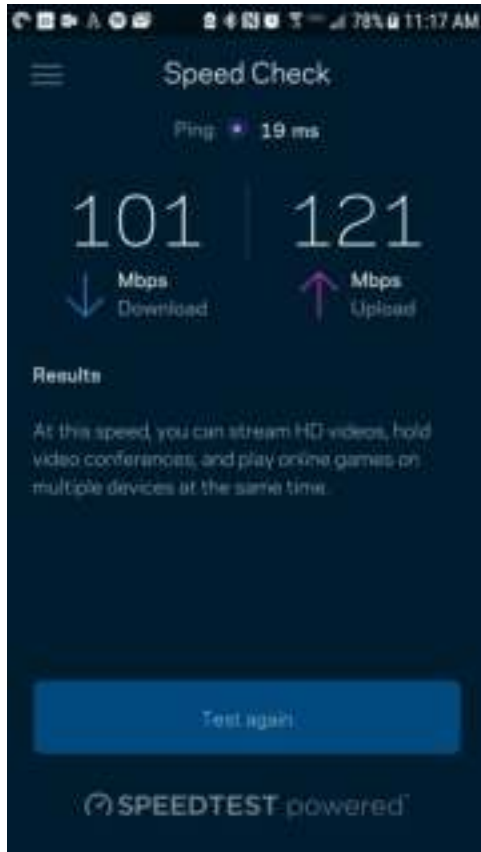 78% 11:17 AM
Speed Check
Ping 19 ms
101 121
Mbps Mbps
Download Upload
Results
At this speed, you can stream HD videos, hold
video conferences, and play online games on
multiple devices at the same time.
Test again
SPEEDTEST powered™